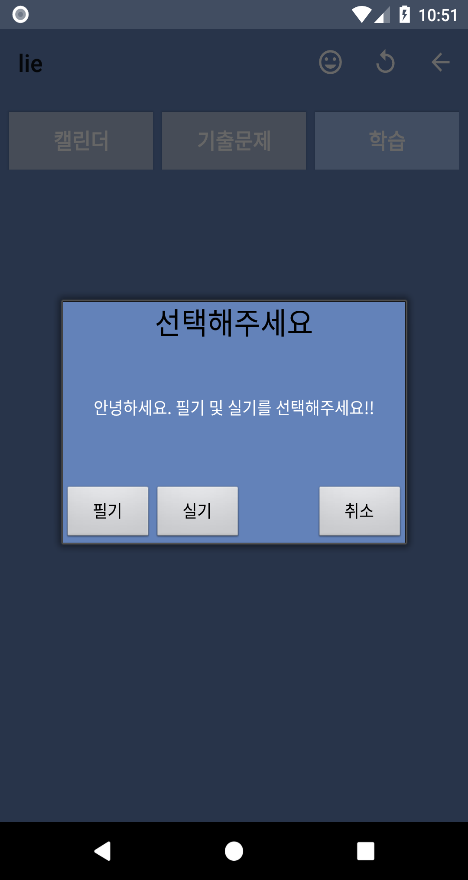 10:51
lie
캘린더 기출문제 학습
선택해주세요
안녕하세요. 필기 및 실기를 선택해주세요!!
필기 실기 취소